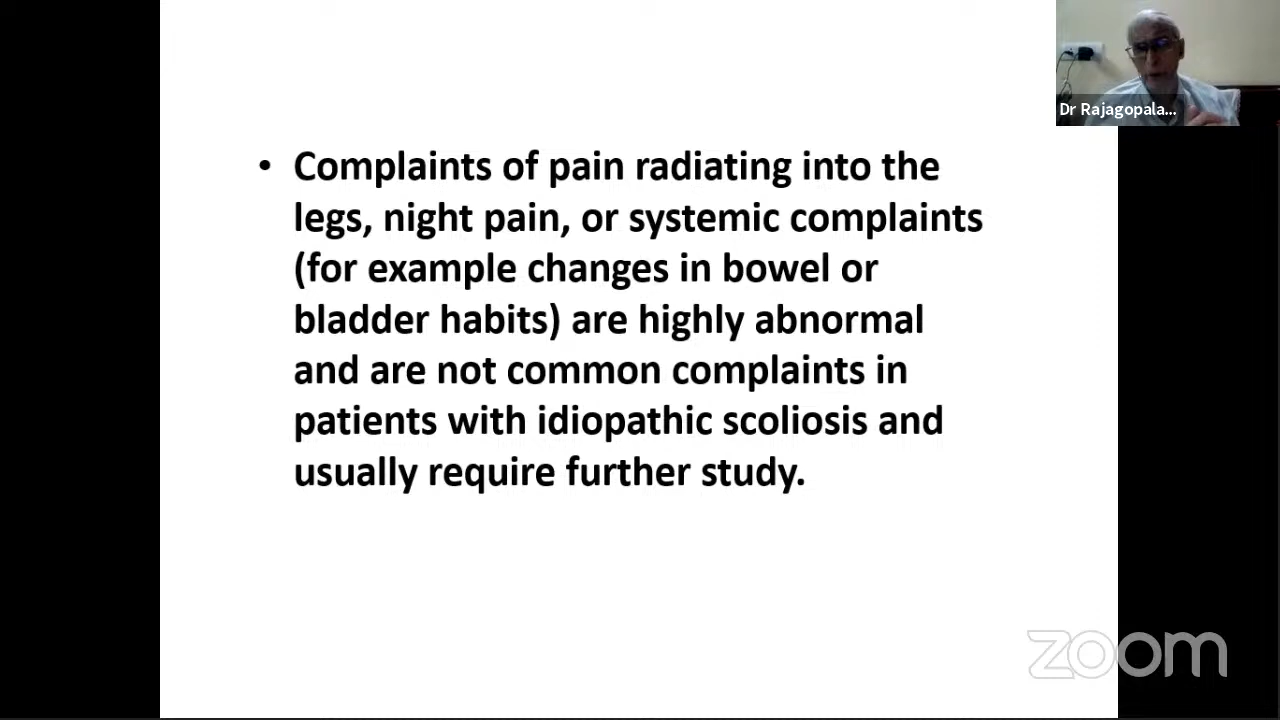 Dr Rajagopala...
• Complaints of pain radiating into the
legs, night pain, or systemic complaints
(for example changes in bowel or
bladder habits) are highly abnormal
and are not common complaints in
patients with idiopathic scoliosis and
usually require further study.
zoom